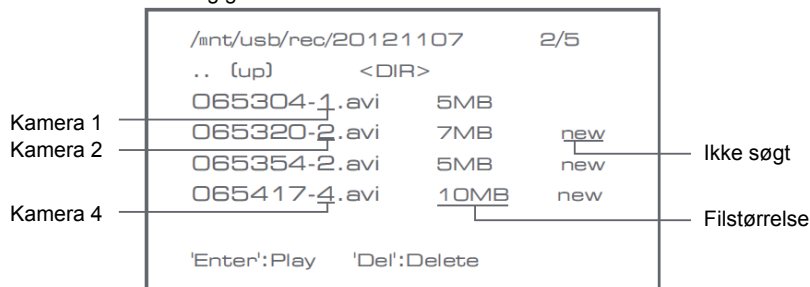 /mnt/usb/rec/20121107 2/5
.. (up) <DIR>
065304-1.avi 5MB
065320-2.avi 7MB new
065354-2.avi 5MB new
065417-4.avi 10MB new
'Enter':Play 'Del':Delete
Kamera 1
Kamera 2
Kamera 4
Ikke søgt
Filstørrelse